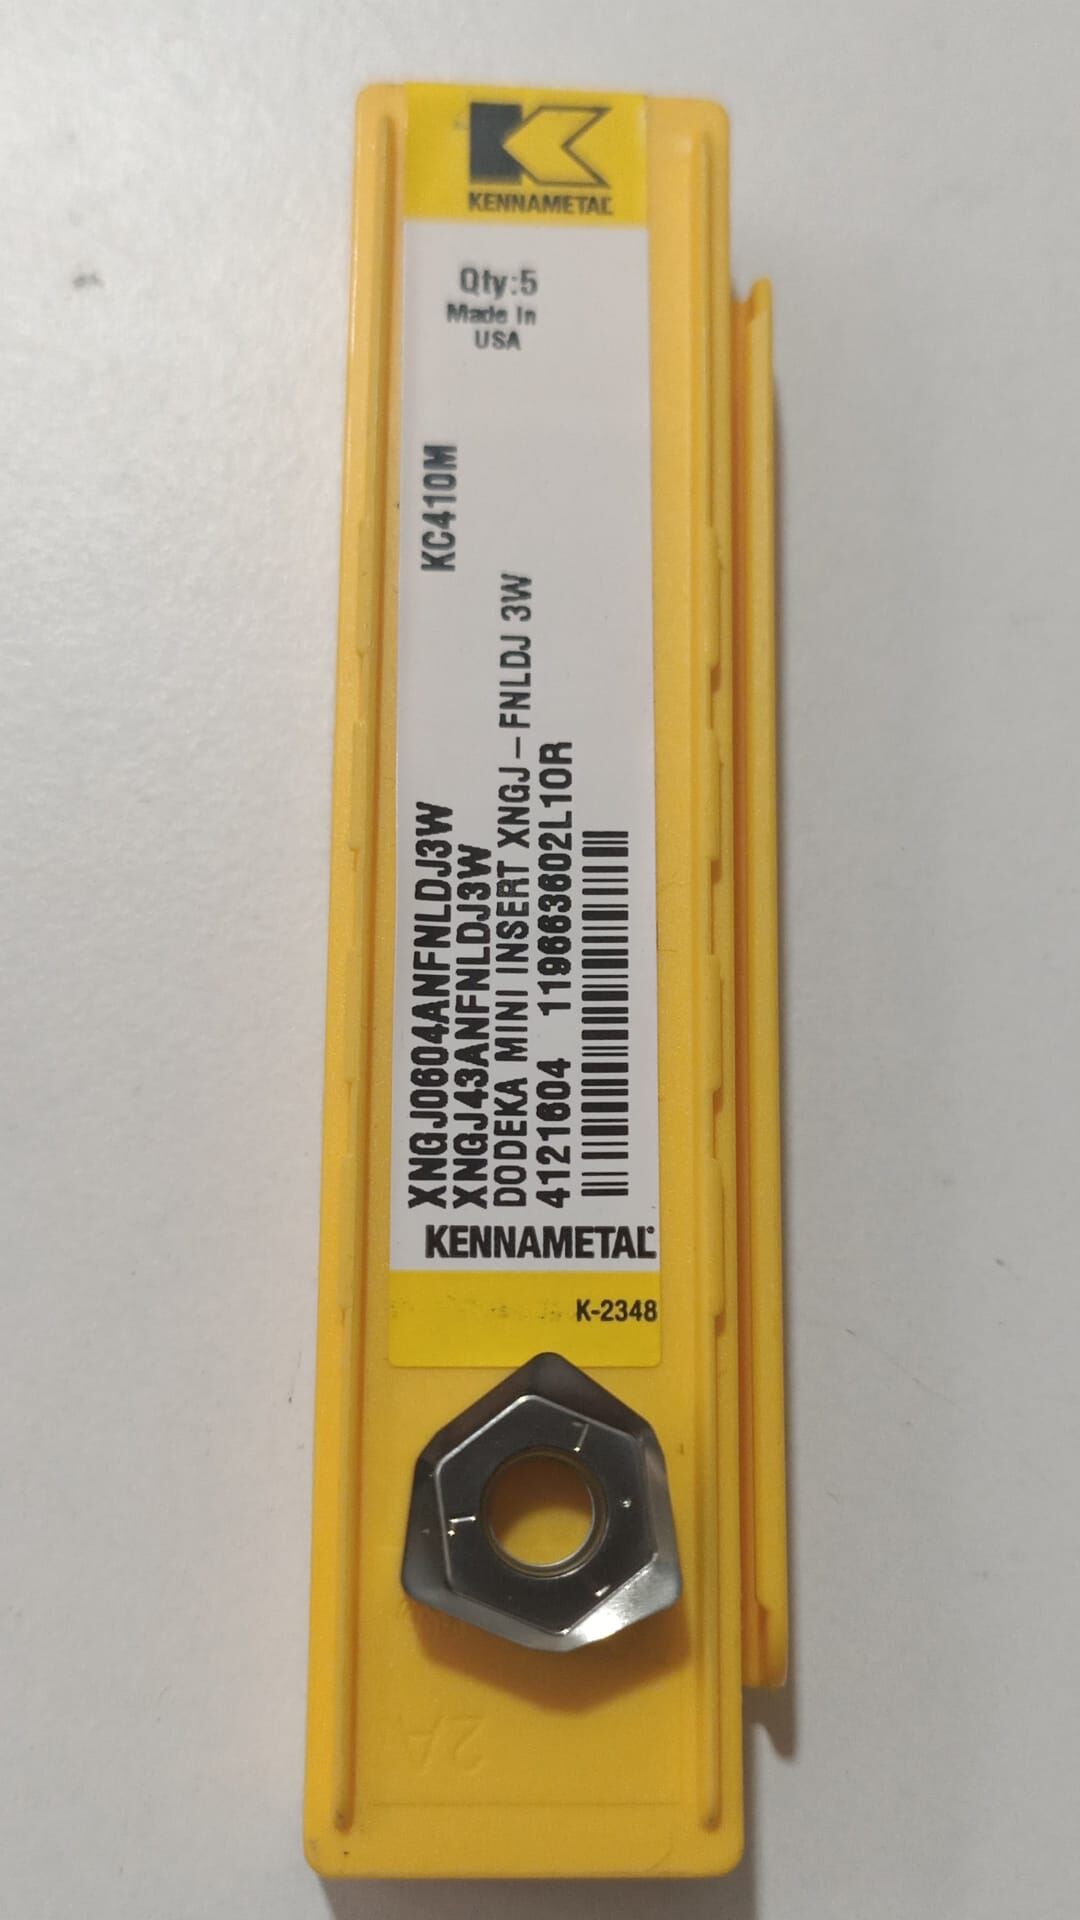 KENNAMETAL
Qty:5
Made In
USA
KC410M
XNGJ0604ANFNLDJ3W
XNGJ43ANFNLDJ3W
DODEKA MINI INSERT XNGJ-FNLDJ 3W
4121604 119663602L10R
KENNAMETAL
K-2348
2A